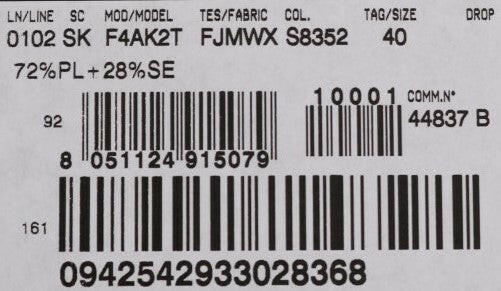 LN/LINE SC MOD/MODEL TES/FABRIC COL. TAG/SIZE DROP
0102 SK F4AK2T FJMWX S8352 40
72%PL+28%SE
10001 COMM.N°
92 44837 B
8 051124 915079
161
0942542933028368